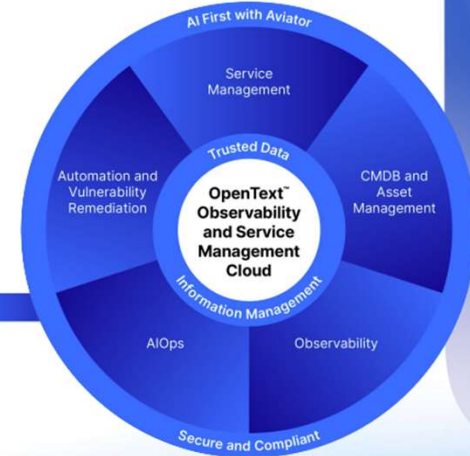 AI First with Aviator
Service
Management
Trusted Data
Automation and
Vulnerability
Remediation
OpenText™
Observability
and Service
Management
Cloud
CMDB and
Asset
Management
Information Management
AIOps
Observability
Secure and Compliant